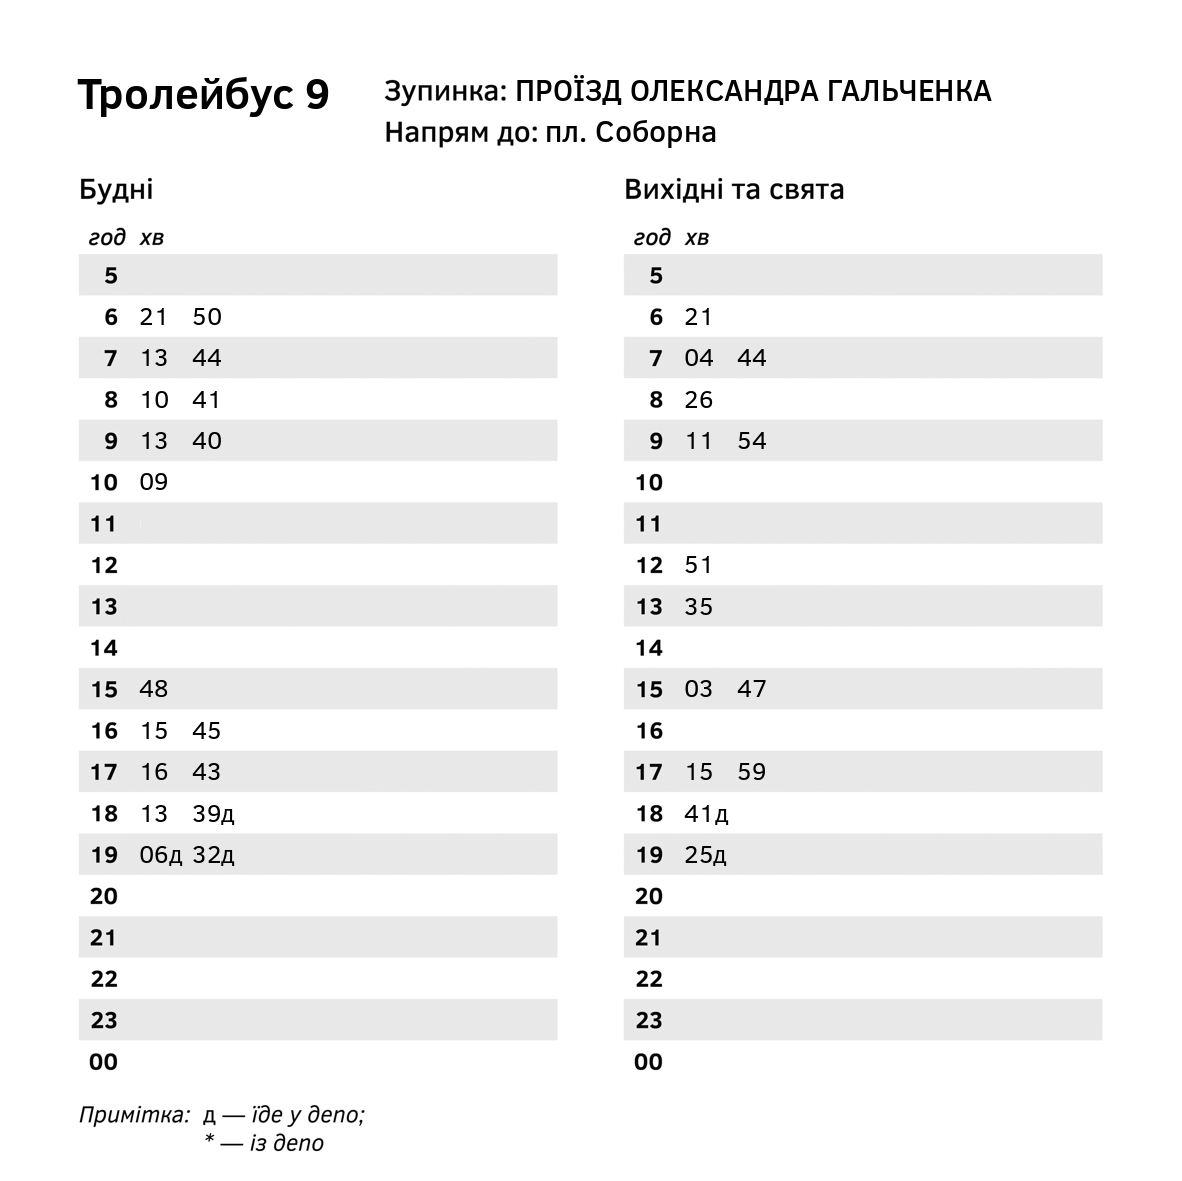 Тролейбус 9
Зупинка: ПРОЇЗД ОЛЕКСАНДРА ГАЛЬЧЕНКА
Напрям до: пл. Соборна
Будні
год хв
5
6 21 50
7 13 44
8 10 41
9 13 40
10 09
11
12
13
14
15 48
16 15 45
17 16 43
18 13 39д
19 06д 32д
20
21
22
23
00
Вихідні та свята
год хв
5
6 21
7 04 44
8 26
9 11 54
10
11
12 51
13 35
14
15 03 47
16
17 15 59
18 41д
19 25д
20
21
22
23
00
Примітка: д — їде у депо;
* — із депо